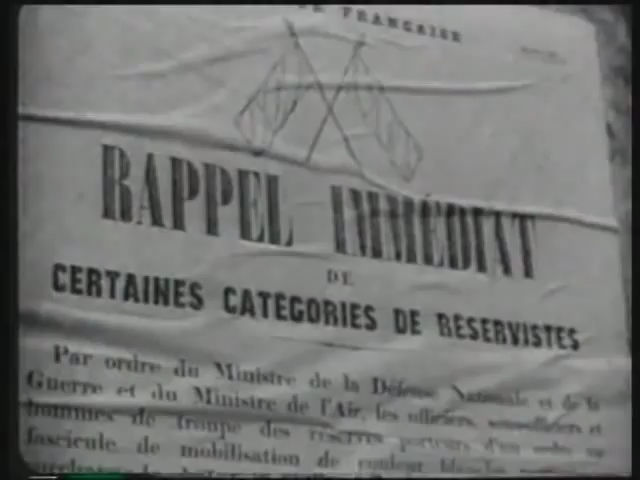 FRANÇAISE
RAPPEL IMMÉDIAT
DE
CERTAINES CATÉGORIES DE RÉSERVISTES
Par ordre du Ministre de la Défense Nationale et de la
Guerre et du Ministre de l'Air, les officiers, sous-officiers et
hommes de troupe des réserves porteurs d'un ordre ou
fascicule de mobilisation de couleur blanche